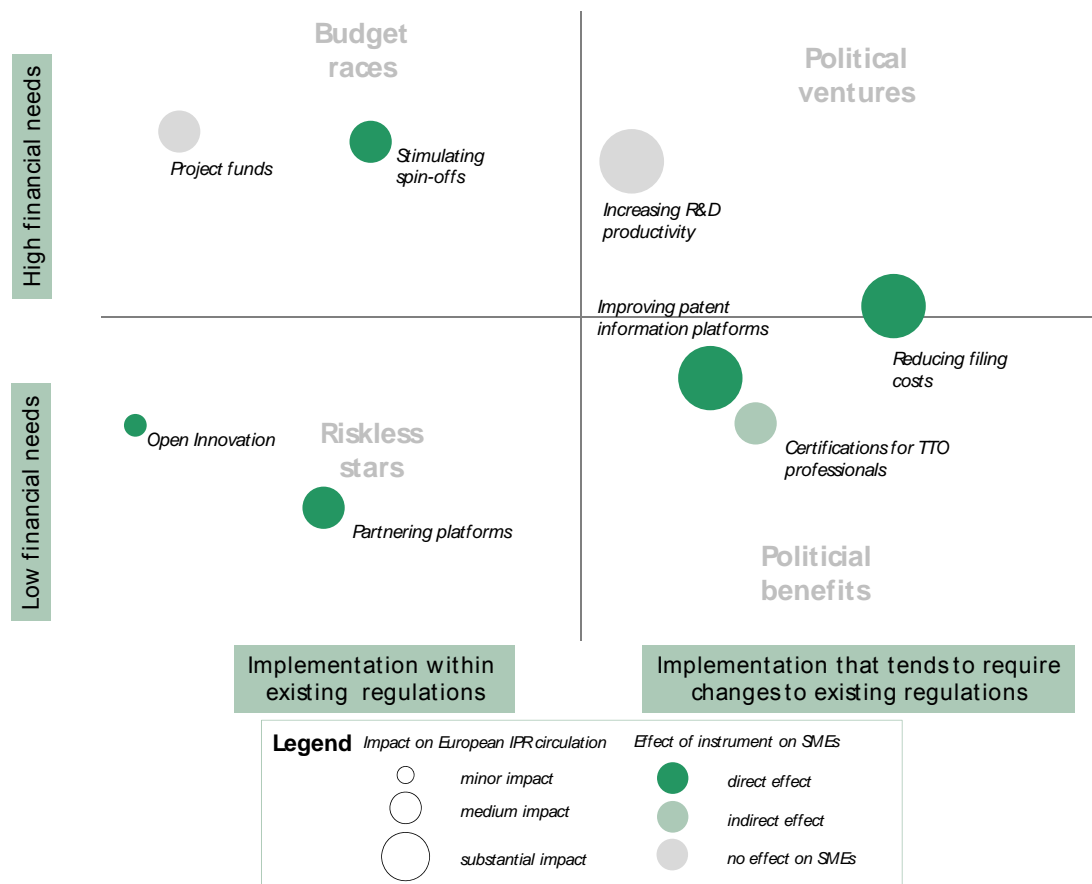 Budget
races
Political
ventures
High financial needs
Project funds
Stimulating
spin-offs
Increasing R&D
productivity
Improving patent
information platforms
Reducing filing
costs
Low financial needs
Open Innovation
Riskless
stars
Partnering platforms
Certifications for TTO
professionals
Politicial
benefits
Implementation within
existing regulations
Implementation that tends to require
changes to existing regulations
Legend
Impact on European IPR circulation
Effect of instrument on SMEs
minor impact
direct effect
medium impact
indirect effect
substantial impact
no effect on SMEs